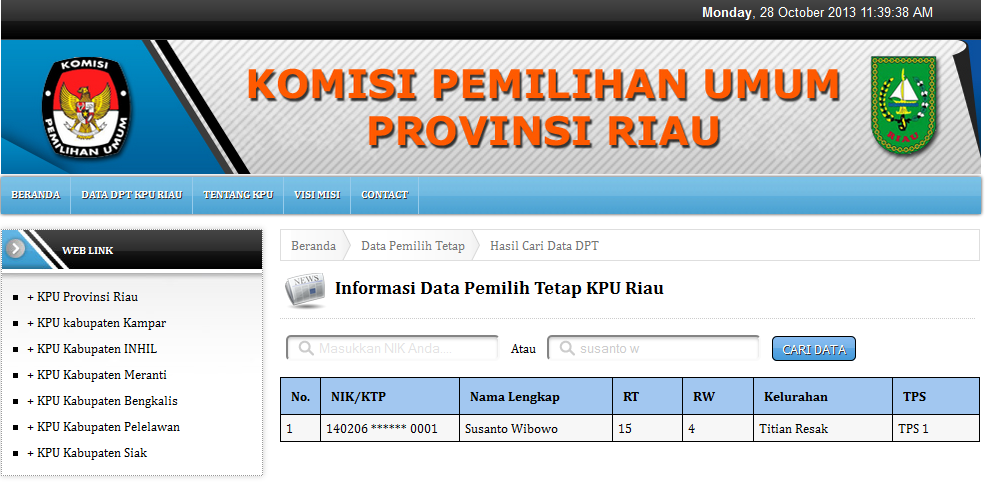 Monday, 28 October 2013 11:39:38 AM
KOMISI
PEMILIHAN UMUM
KOMISI PEMILIHAN UMUM
PROVINSI RIAU
RIAU
BERANDA DATA DPT KPU RIAU TENTANG KPU VISI MISI CONTACT
WEB LINK
+ KPU Provinsi Riau
+ KPU kabupaten Kampar
+ KPU Kabupaten INHIL
+ KPU Kabupaten Meranti
+ KPU Kabupaten Bengkalis
+ KPU Kabupaten Pelelawan
+ KPU Kabupaten Siak
Beranda Data Pemilih Tetap Hasil Cari Data DPT
NEWS
Informasi Data Pemilih Tetap KPU Riau
Masukkan NIK Anda... Atau susanto w CARI DATA
No. NIK/KTP Nama Lengkap RT RW Kelurahan TPS
1 140206 ****** 0001 Susanto Wibowo 15 4 Titian Resak TPS 1